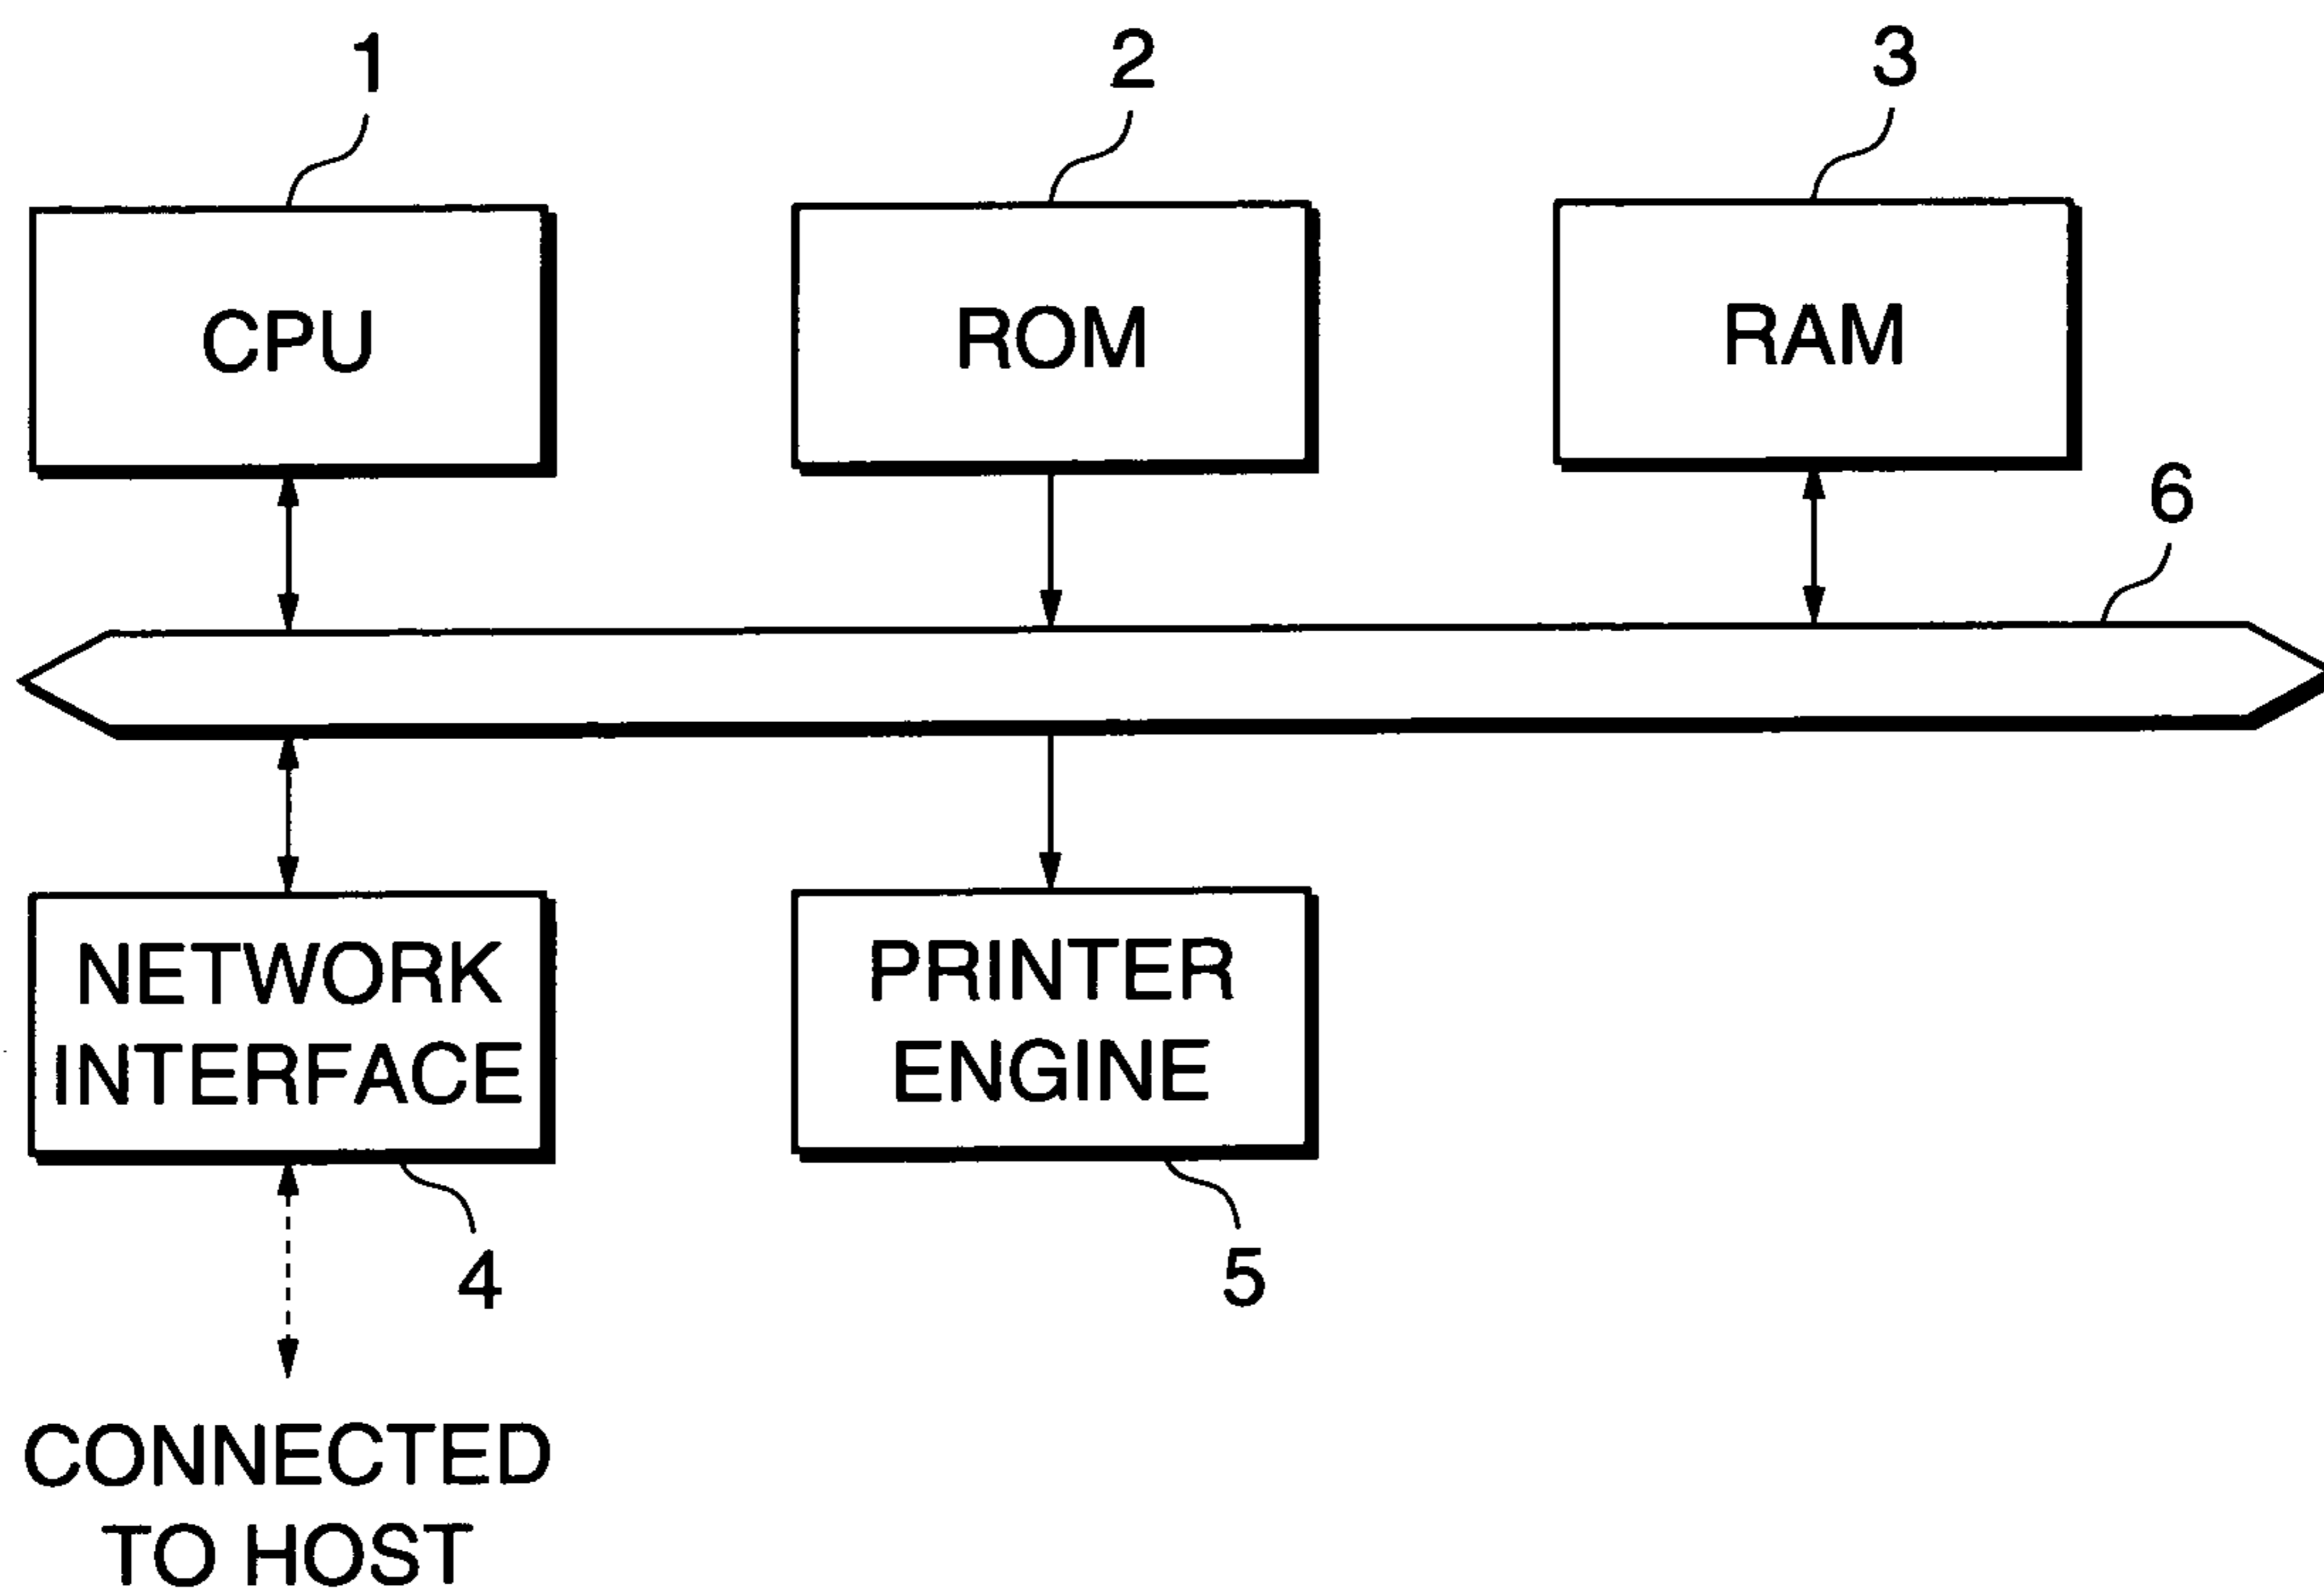 1
2
3
CPU
ROM
RAM
6
NETWORK
INTERFACE
PRINTER
ENGINE
4
5
CONNECTED
TO HOST